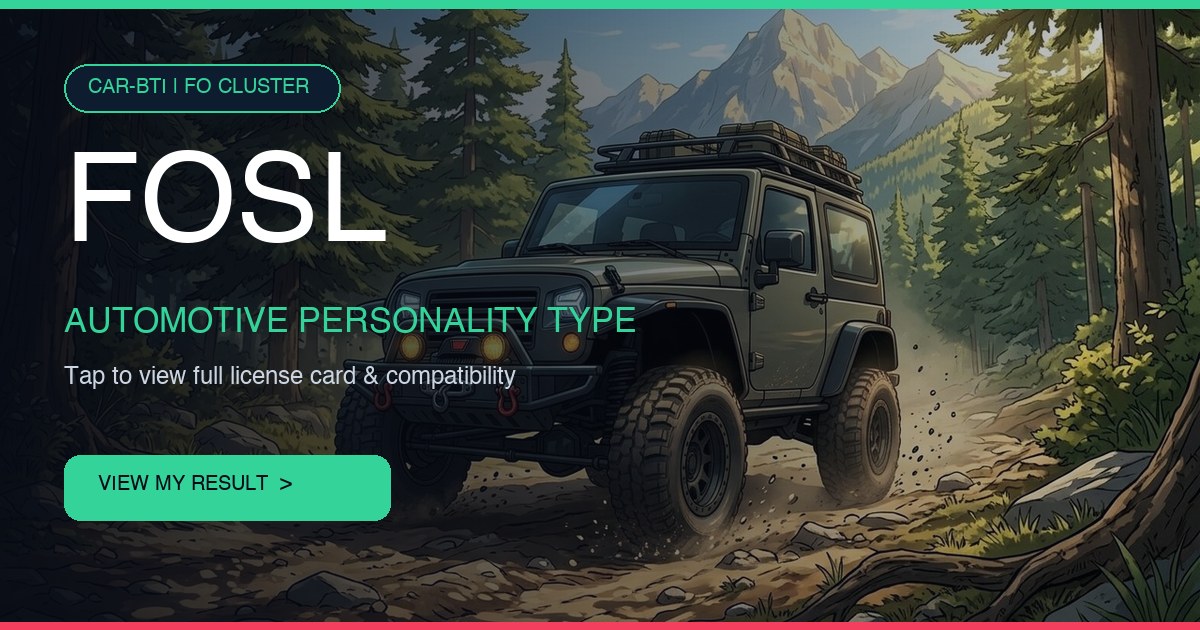 CAR-BTI | FO CLUSTER
FOSL
AUTOMOTIVE PERSONALITY TYPE
Tap to view full license card & compatibility
VIEW MY RESULT >